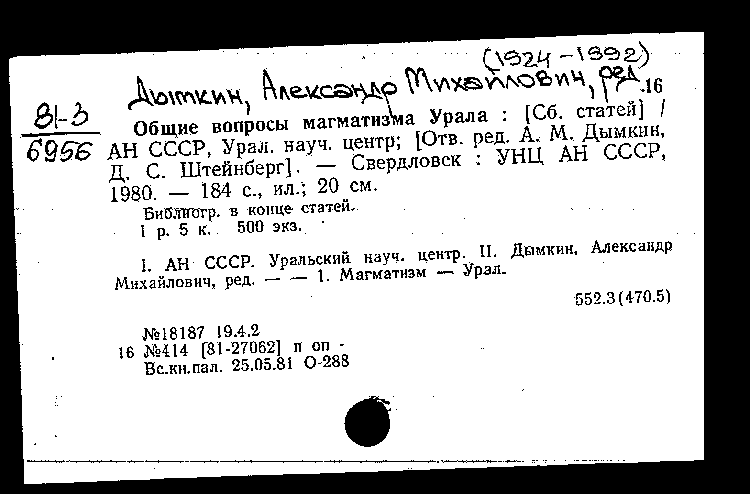 (1924-1992)
Дымкин, Александр Михайлович, ред.
16
81-3
6956
Общие вопросы магматизма Урала : [Сб. статей] /
АН СССР, Урал. науч. центр; [Отв. ред. А. М. Дымкин,
Д. С. Штейнберг]. — Свердловск : УНЦ АН СССР,
1980. — 184 с., ил.; 20 см.
Библиогр. в конце статей.
1 р. 5 к. 500 экз.
I. АН СССР. Уральский науч. центр. II. Дымкин, Александр
Михайлович, ред. — — 1. Магматизм — Урал.
552.3(470.5)
№18187 19.4.2
16 №414 [81-27062] п оп -
Вс.кн.пал. 25.05.81 О-288